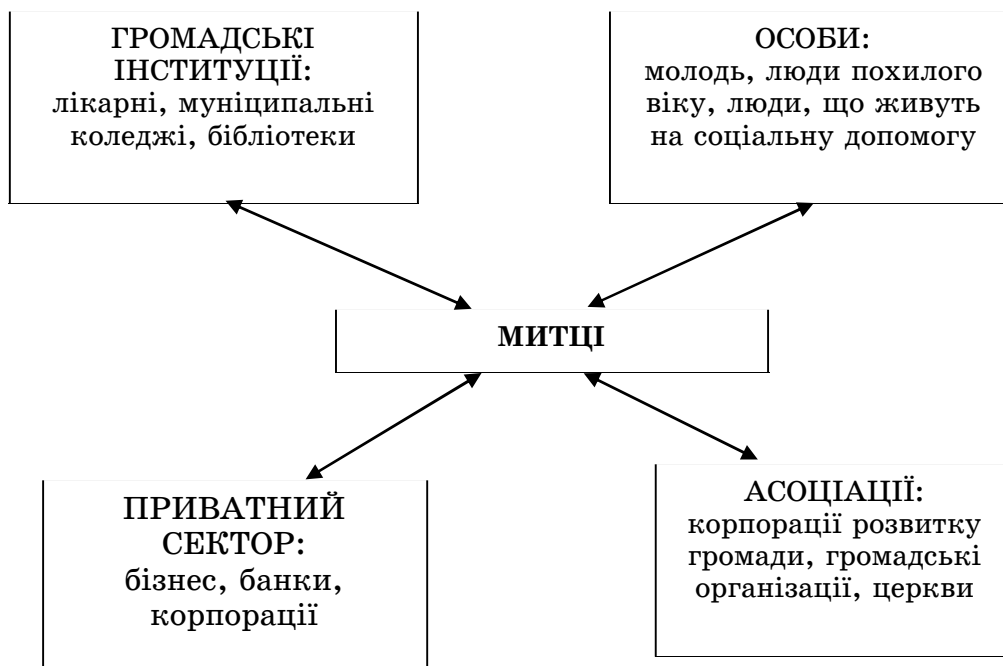 ГРОМАДСЬКІ
ІНСТИТУЦІЇ:
лікарні, муніципальні
коледжі, бібліотеки
ОСОБИ:
молодь, люди похилого
віку, люди, що живуть
на соціальну допомогу
МИТЦІ
ПРИВАТНИЙ
СЕКТОР:
бізнес, банки,
корпорації
АСОЦІАЦІЇ:
корпорації розвитку
громади, громадські
організації, церкви